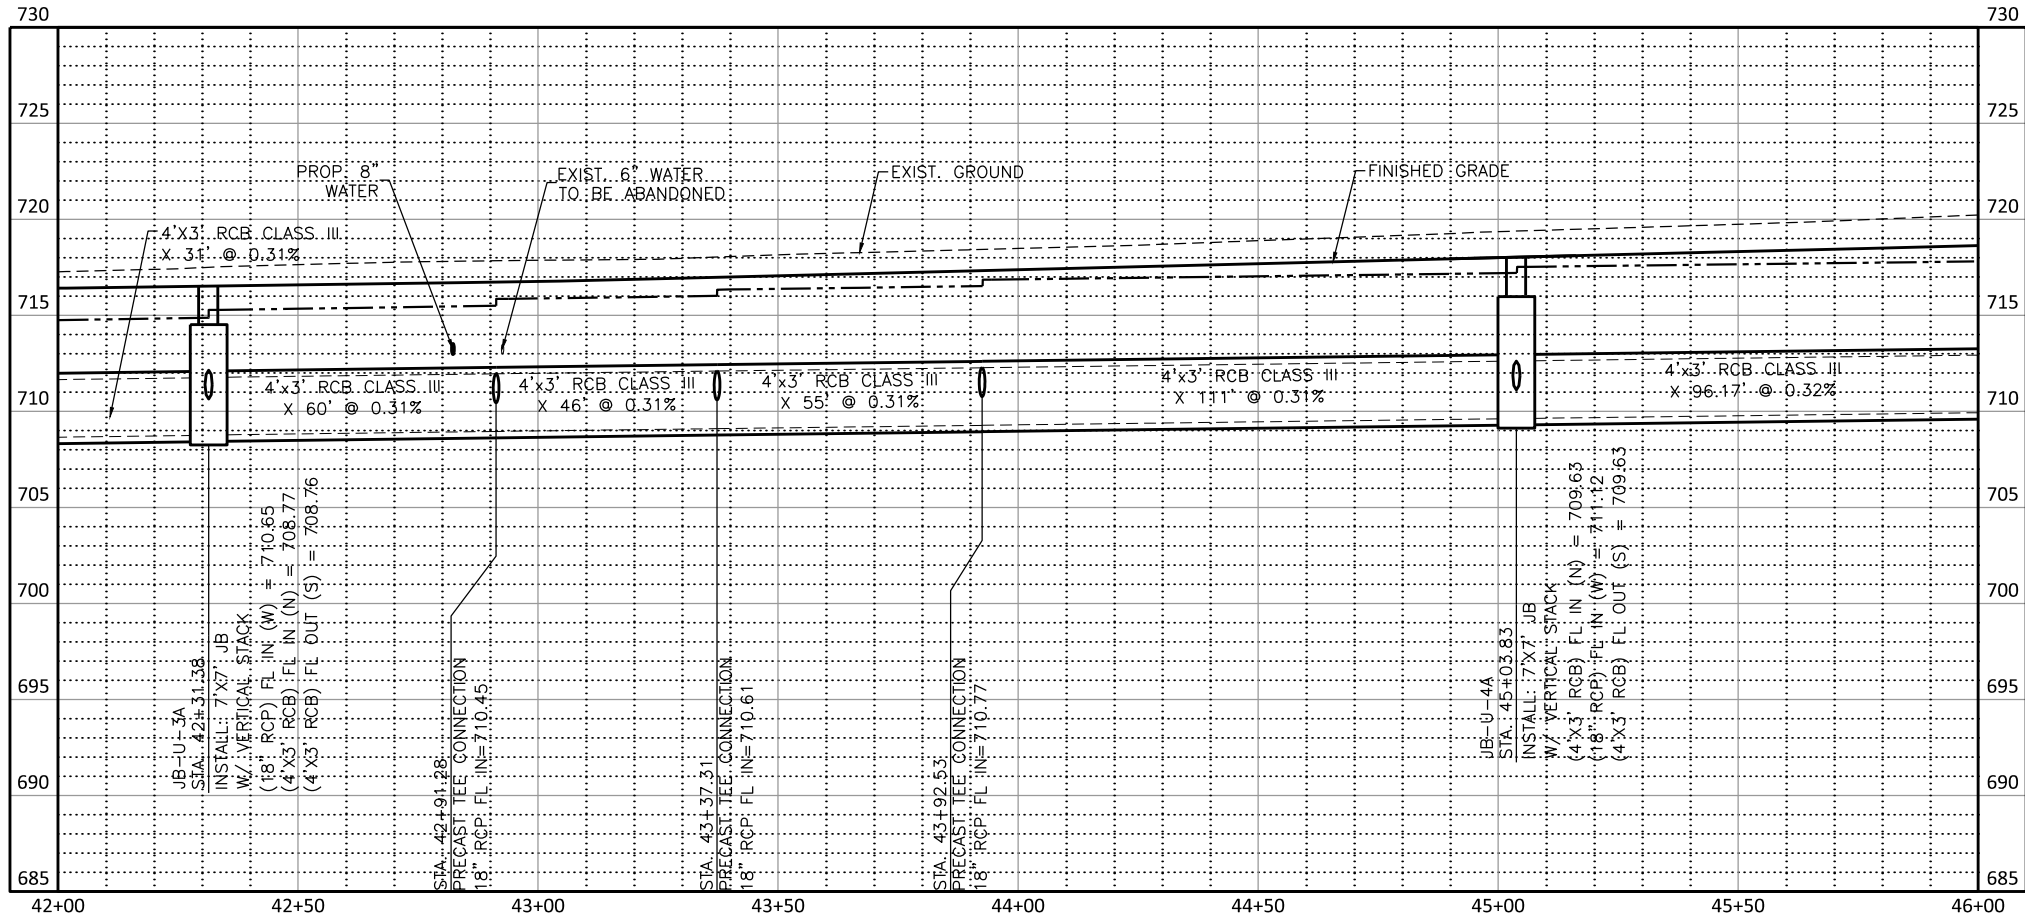 730
730
725
725
720
720
715
715
710
710
705
705
700
700
695
695
690
690
685
685
PROP. 8"
WATER
EXIST. 6" WATER
TO BE ABANDONED
EXIST. GROUND
FINISHED GRADE
4'X3' RCB CLASS III
X 31' @ 0.31%
4'x3' RCB CLASS III
X 60' @ 0.31%
4'x3' RCB CLASS III
X 46' @ 0.31%
4'x3' RCB CLASS III
X 55' @ 0.31%
4'x3' RCB CLASS III
X 111' @ 0.31%
4'x3' RCB CLASS III
X 96.17' @ 0.32%
JB-U-3A
STA. 42+31.38
INSTALL: 7'X7' JB
W/ VERTICAL STACK
(18" RCP) FL IN (W) = 710.65
(4'X3' RCB) FL IN (N) = 708.77
(4'X3' RCB) FL OUT (S) = 708.76
STA. 42+91.28
PRECAST TEE CONNECTION
18" RCP FL IN=710.45
STA. 43+37.31
PRECAST TEE CONNECTION
18" RCP FL IN=710.61
STA. 43+92.53
PRECAST TEE CONNECTION
18" RCP FL IN=710.77
JB-U-4A
STA. 45+03.83
INSTALL: 7'X7' JB
W/ VERTICAL STACK
(4'X3' RCB) FL IN (N) = 709.63
(18" RCP) FL IN (W) = 711.12
(4'X3' RCB) FL OUT (S) = 709.63
42+00
42+50
43+00
43+50
44+00
44+50
45+00
45+50
46+00